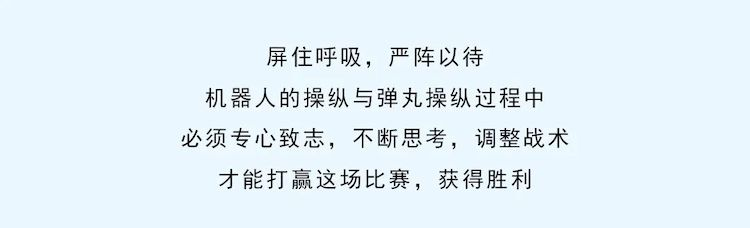 屏住呼吸，严阵以待
机器人的操纵与弹丸操纵过程中
必须专心致志，不断思考，调整战术
才能打赢这场比赛，获得胜利